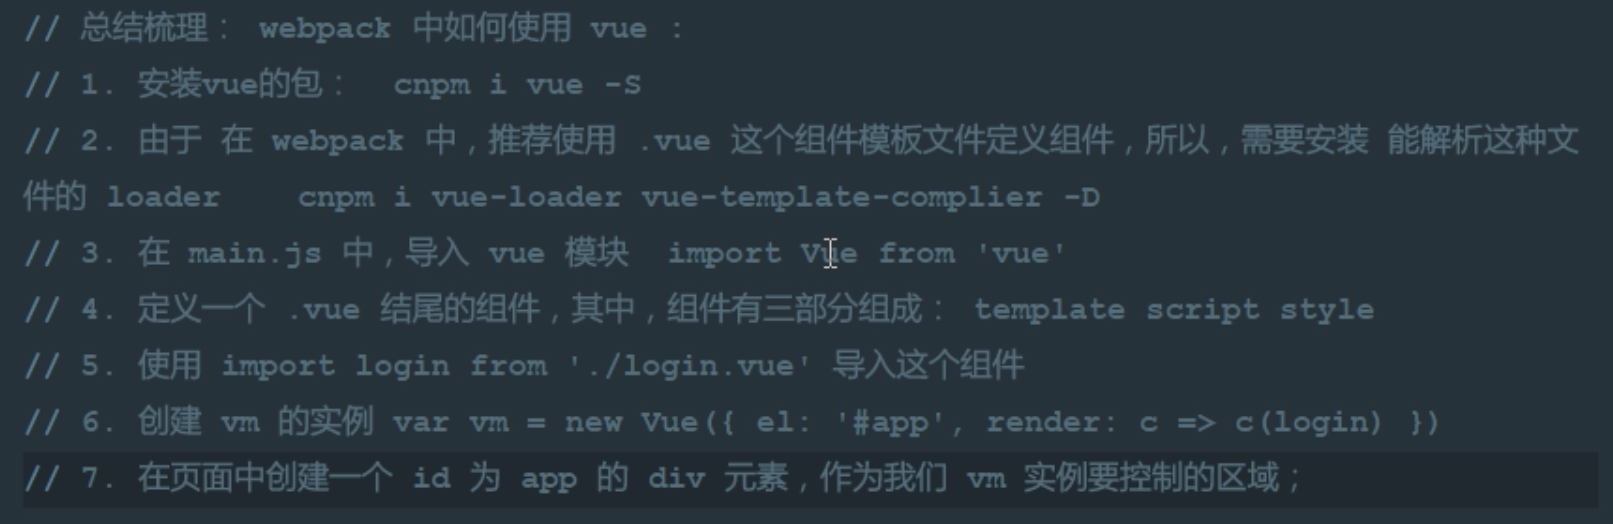 // 总结梳理： webpack 中如何使用 vue ：
// 1. 安装vue的包：  cnpm i vue -S
// 2. 由于 在 webpack 中，推荐使用 .vue 这个组件模板文件定义组件，所以，需要安装 能解析这种文
件的 loader    cnpm i vue-loader vue-template-complier -D
// 3. 在 main.js 中，导入 vue 模块  import Vue from 'vue'
// 4. 定义一个 .vue 结尾的组件，其中，组件有三部分组成： template script style
// 5. 使用 import login from './login.vue' 导入这个组件
// 6. 创建 vm 的实例 var vm = new Vue({ el: '#app', render: c => c(login) })
// 7. 在页面中创建一个 id 为 app 的 div 元素，作为我们 vm 实例要控制的区域；